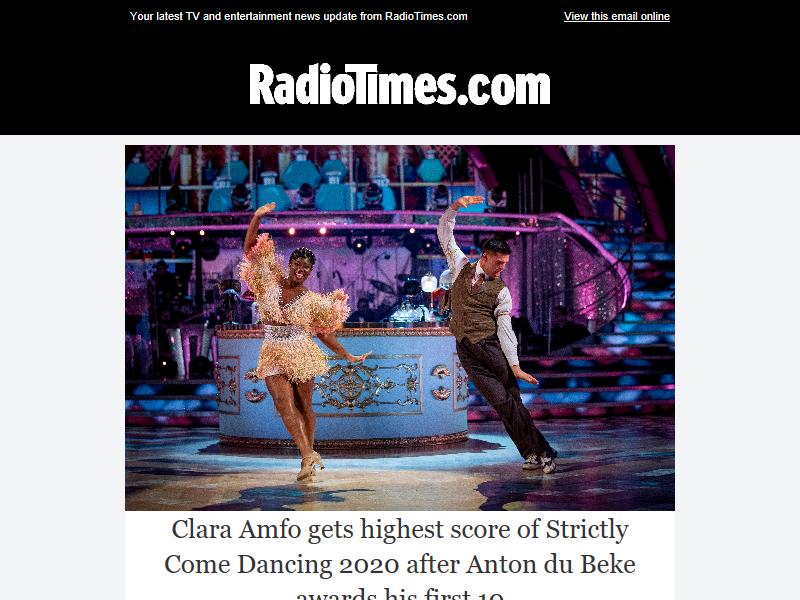 Your latest TV and entertainment news update from RadioTimes.com
View this email online
RadioTimes.com
Clara Amfo gets highest score of Strictly
Come Dancing 2020 after Anton du Beke
awards his first 10